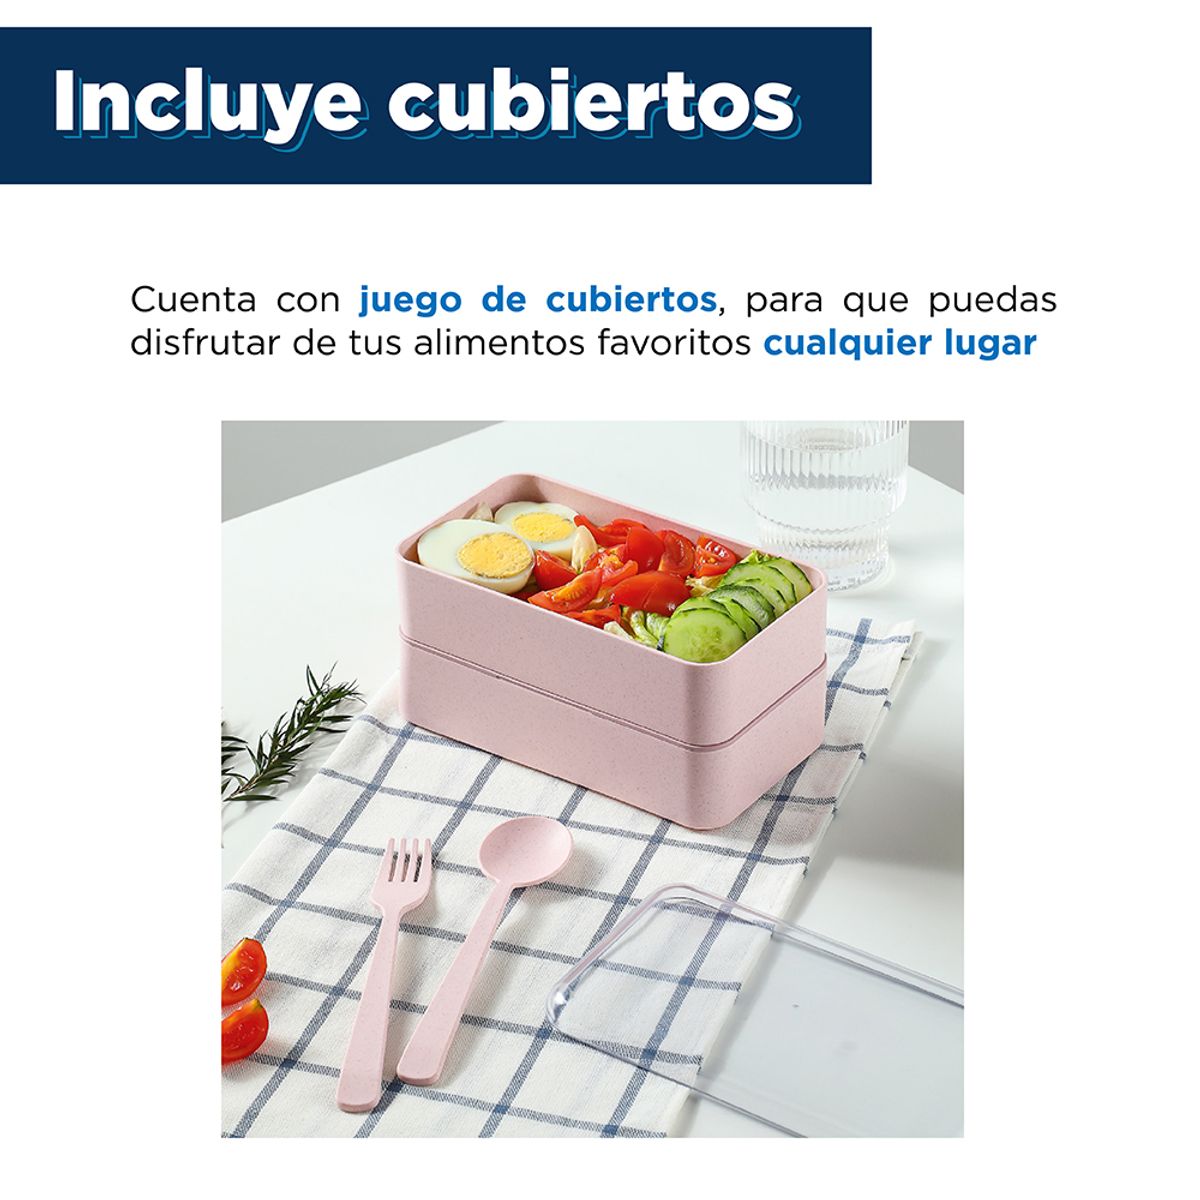 Incluye cubiertos
Cuenta con juego de cubiertos, para que puedas
disfrutar de tus alimentos favoritos cualquier lugar